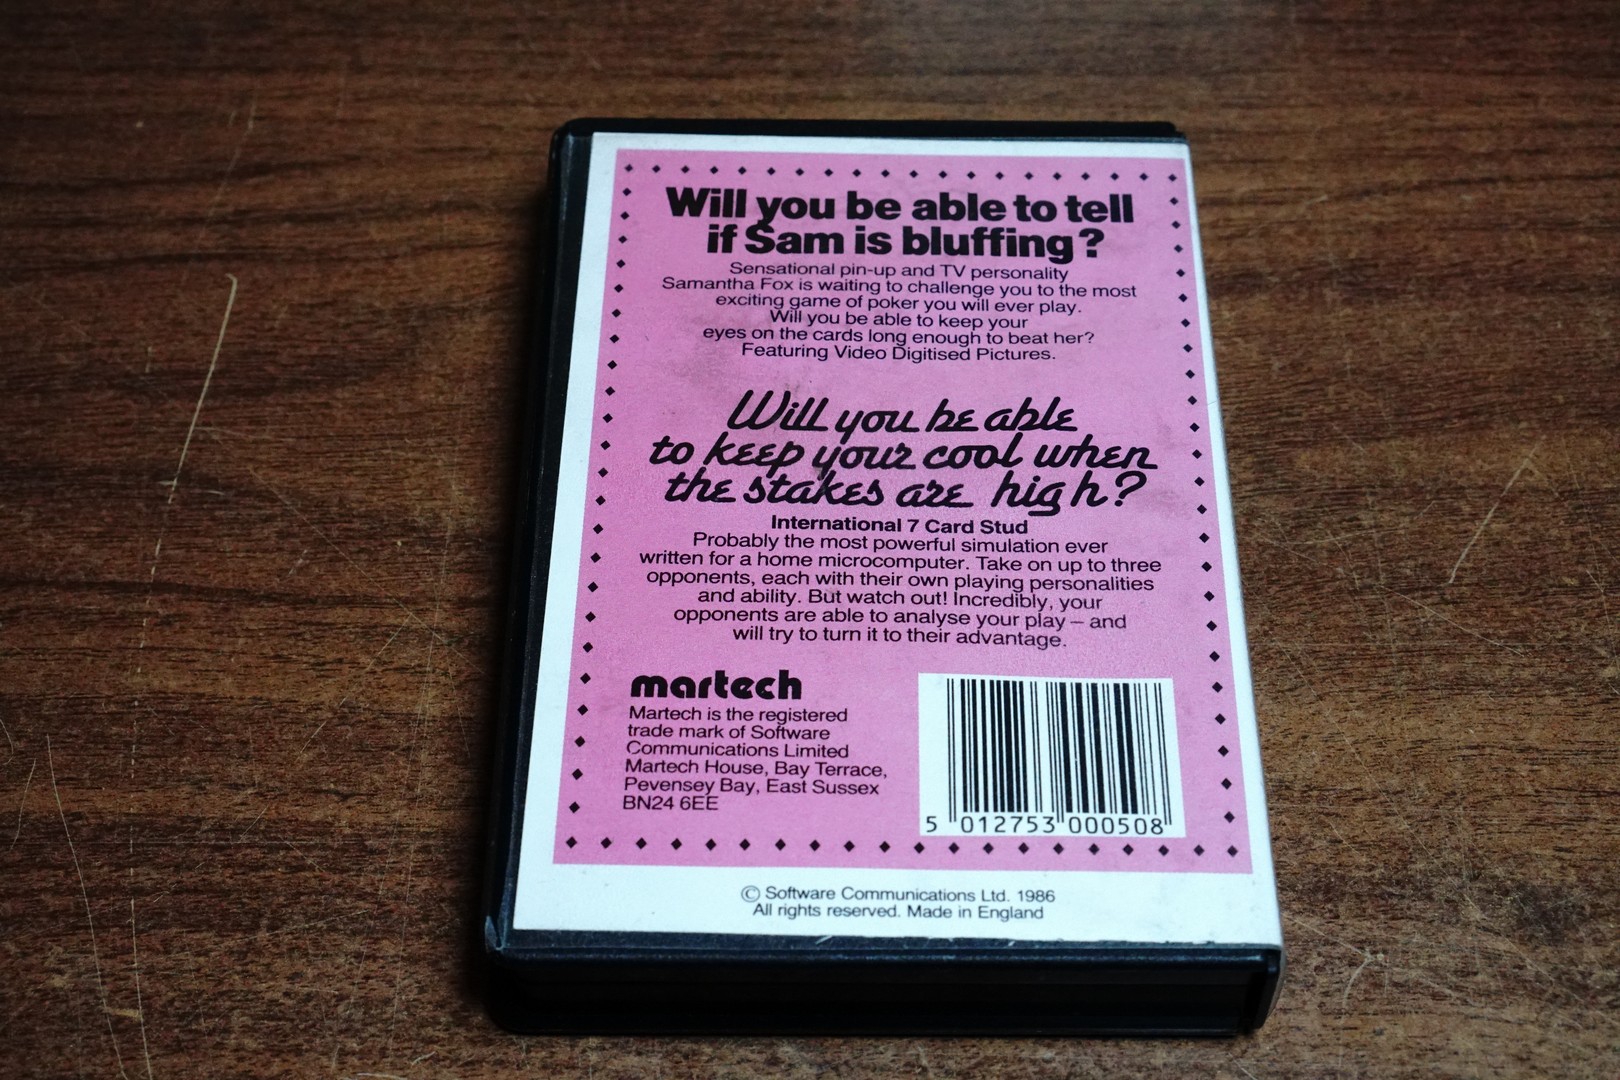 Will you be able to tell
if Sam is bluffing?
Sensational pin-up and TV personality
Samantha Fox is waiting to challenge you to the most
exciting game of poker you will ever play.
Will you be able to keep your
eyes on the cards long enough to beat her?
Featuring Video Digitised Pictures.
Will you be able
to keep your cool when
the stakes are high?
International 7 Card Stud
Probably the most powerful simulation ever
written for a home microcomputer. Take on up to three
opponents, each with their own playing personalities
and ability. But watch out! Incredibly, your
opponents are able to analyse your play – and
will try to turn it to their advantage.
martech
Martech is the registered
trade mark of Software
Communications Limited
Martech House, Bay Terrace,
Pevensey Bay, East Sussex
BN24 6EE
5 012753 000508
© Software Communications Ltd. 1986
All rights reserved. Made in England